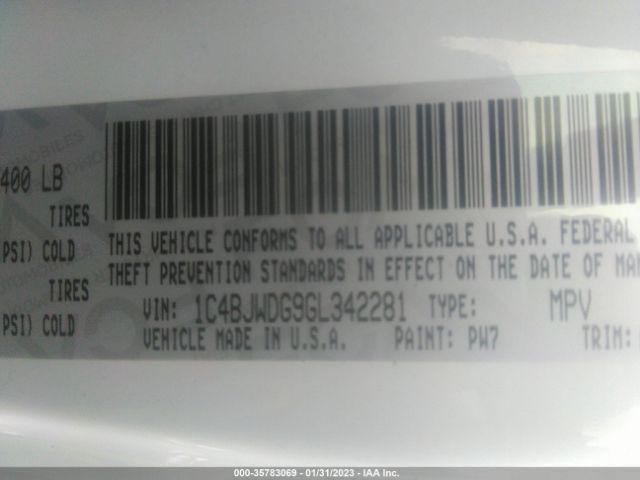 400 LB
TIRES
PSI) COLD
TIRES
PSI) COLD
THIS VEHICLE CONFORMS TO ALL APPLICABLE U.S.A. FEDERAL
THEFT PREVENTION STANDARDS IN EFFECT ON THE DATE OF MAN
VIN: 1C4BJWDG9GL342281 TYPE: MPV
VEHICLE MADE IN U.S.A. PAINT: PW7 TRIM:
000-35783069 - 01/31/2023 - IAA Inc.